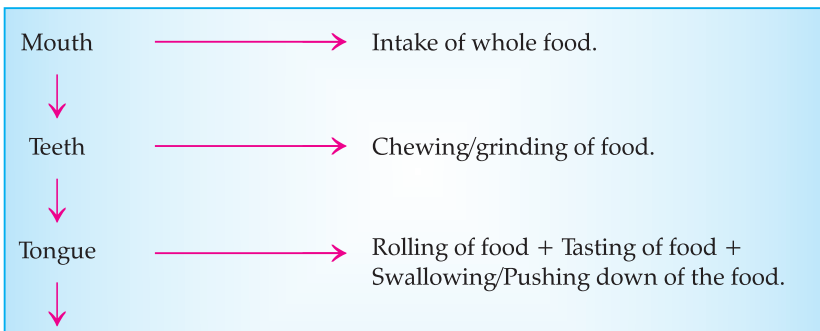 Mouth
Intake of whole food.
Teeth
Chewing/grinding of food.
Tongue
Rolling of food + Tasting of food +
Swallowing/Pushing down of the food.